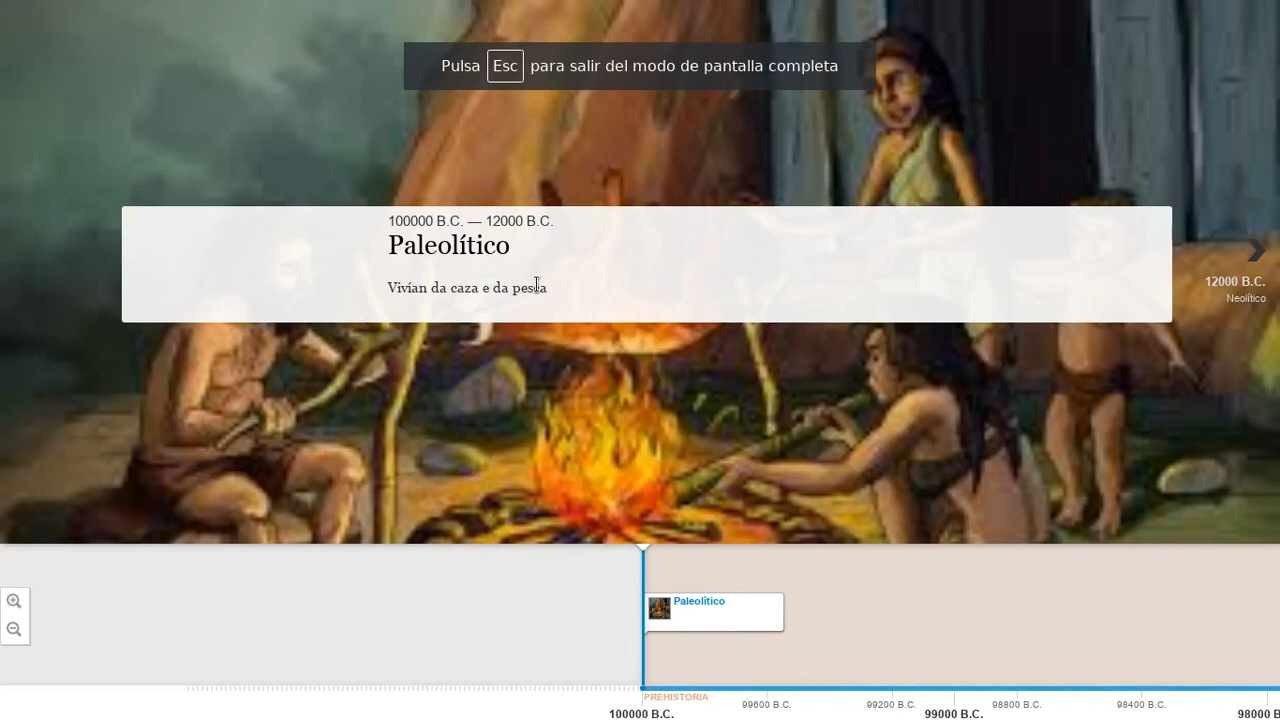 Pulsa Esc para salir del modo de pantalla completa
100000 B.C. — 12000 B.C.
Paleolítico
Vivían da caza e da pesca
12000 B.C.
Neolítico
Paleolítico
PREHISTORIA
99600 B.C.
99200 B.C.
98800 B.C.
98400 B.C.
100000 B.C.
99000 B.C.
98000 B